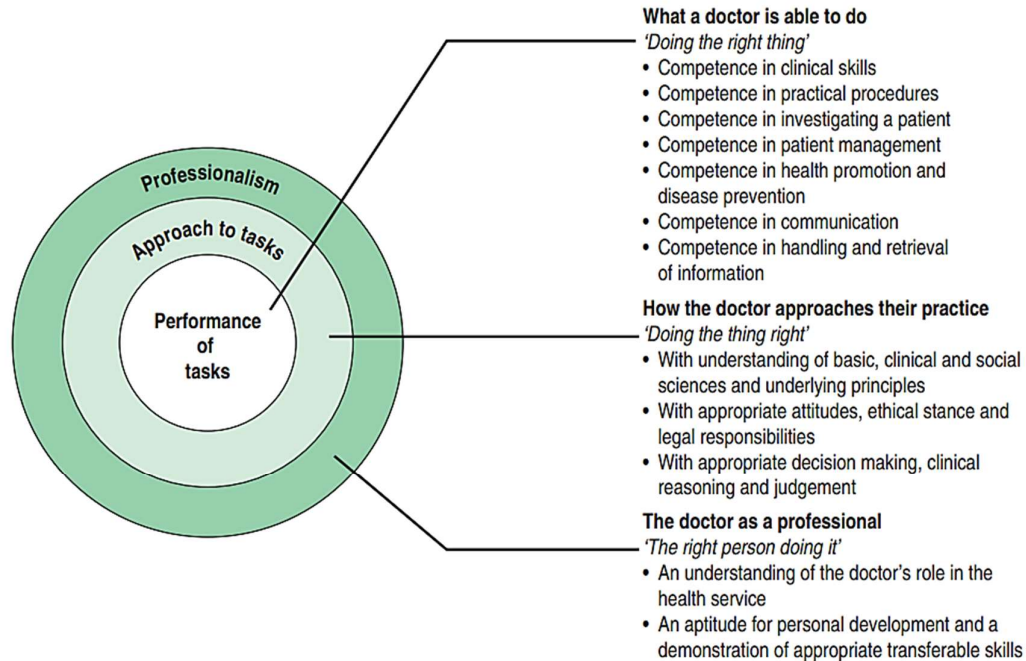 Professionalism
Approach to tasks
Performance
of
tasks
What a doctor is able to do
'Doing the right thing'
• Competence in clinical skills
• Competence in practical procedures
• Competence in investigating a patient
• Competence in patient management
• Competence in health promotion and
disease prevention
• Competence in communication
• Competence in handling and retrieval
of information
How the doctor approaches their practice
'Doing the thing right'
• With understanding of basic, clinical and social
sciences and underlying principles
• With appropriate attitudes, ethical stance and
legal responsibilities
• With appropriate decision making, clinical
reasoning and judgement
The doctor as a professional
'The right person doing it'
• An understanding of the doctor's role in the
health service
• An aptitude for personal development and a
demonstration of appropriate transferable skills